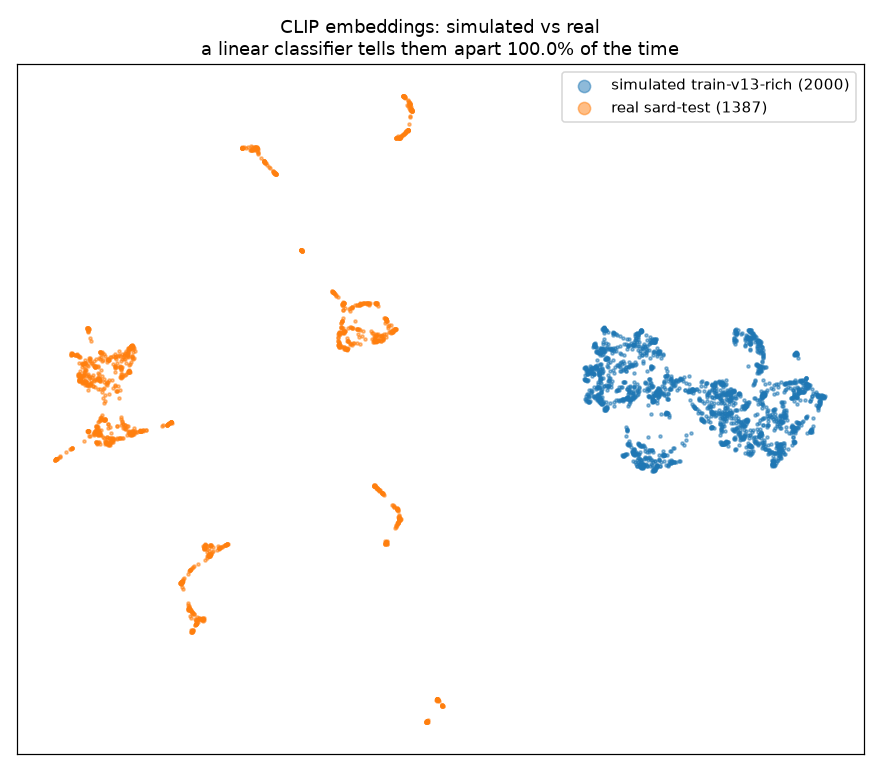 CLIP embeddings: simulated vs real
a linear classifier tells them apart 100.0% of the time
simulated train-v13-rich (2000)
real sard-test (1387)